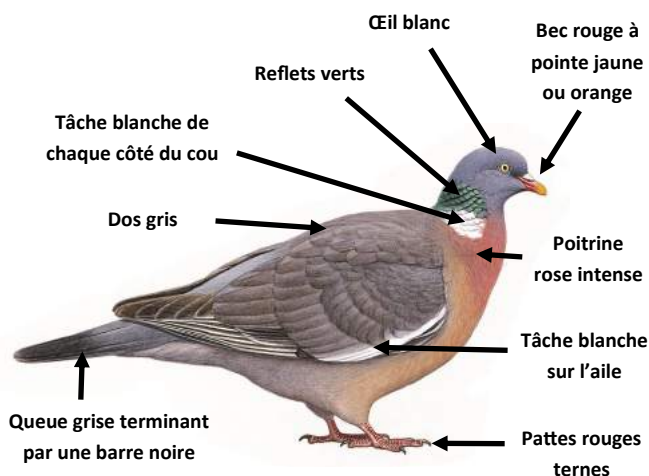 Œil blanc
Bec rouge à
pointe jaune
ou orange
Reflets verts
Tâche blanche de
chaque côté du cou
Dos gris
Poitrine
rose intense
Tâche blanche
sur l’aile
Queue grise terminant
par une barre noire
Pattes rouges
ternes